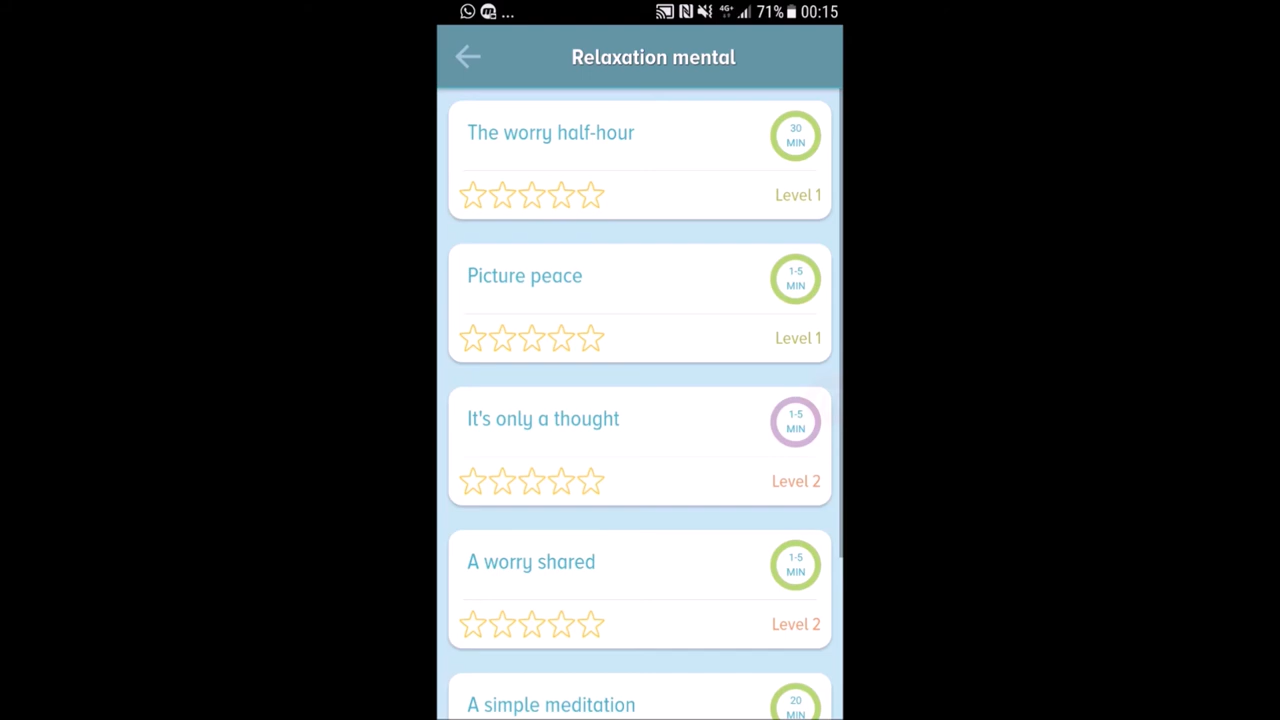 ... 4G+ 71% 00:15
Relaxation mental
The worry half-hour
30
MIN
Level 1
Picture peace
1-5
MIN
Level 1
It's only a thought
1-5
MIN
Level 2
A worry shared
1-5
MIN
Level 2
A simple meditation
20
MIN